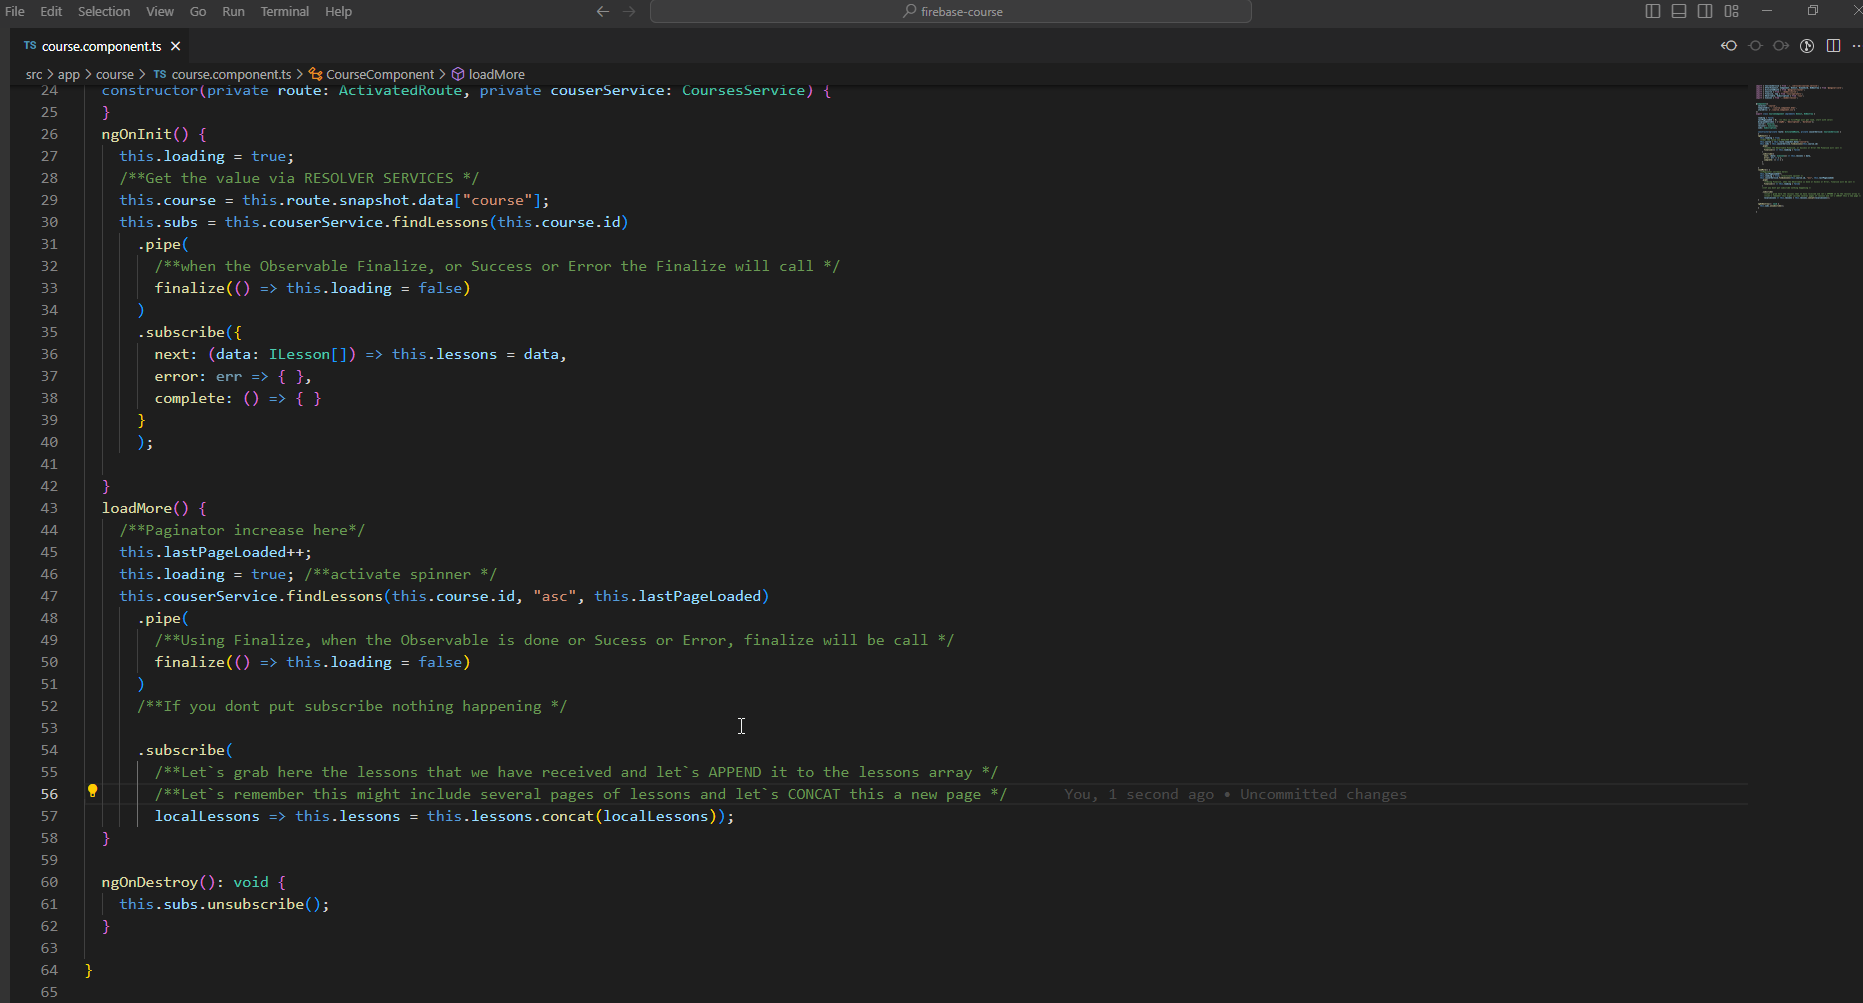 File Edit Selection View Go Run Terminal Help firebase-course
TS course.component.ts
src > app > course > TS course.component.ts > CourseComponent > loadMore
24 constructor(private route: ActivatedRoute, private couserService: CoursesService) {
25 }
26 ngOnInit() {
27 this.loading = true;
28 /**Get the value via RESOLVER SERVICES */
29 this.course = this.route.snapshot.data["course"];
30 this.subs = this.couserService.findLessons(this.course.id)
31 .pipe(
32 /**when the Observable Finalize, or Success or Error the Finalize will call */
33 finalize(() => this.loading = false)
34 )
35 .subscribe({
36 next: (data: ILesson[]) => this.lessons = data,
37 error: err => { },
38 complete: () => { }
39 }
40 );
41
42 }
43 loadMore() {
44 /**Paginator increase here*/
45 this.lastPageLoaded++;
46 this.loading = true; /**activate spinner */
47 this.couserService.findLessons(this.course.id, "asc", this.lastPageLoaded)
48 .pipe(
49 /**Using Finalize, when the Observable is done or Sucess or Error, finalize will be call */
50 finalize(() => this.loading = false)
51 )
52 /**If you dont put subscribe nothing happening */
53
54 .subscribe(
55 /**Let`s grab here the lessons that we have received and let`s APPEND it to the lessons array */
56 /**Let`s remember this might include several pages of lessons and let`s CONCAT this a new page */ You, 1 second ago • Uncommitted changes
57 localLessons => this.lessons = this.lessons.concat(localLessons));
58 }
59
60 ngOnDestroy(): void {
61 this.subs.unsubscribe();
62 }
63
64 }
65